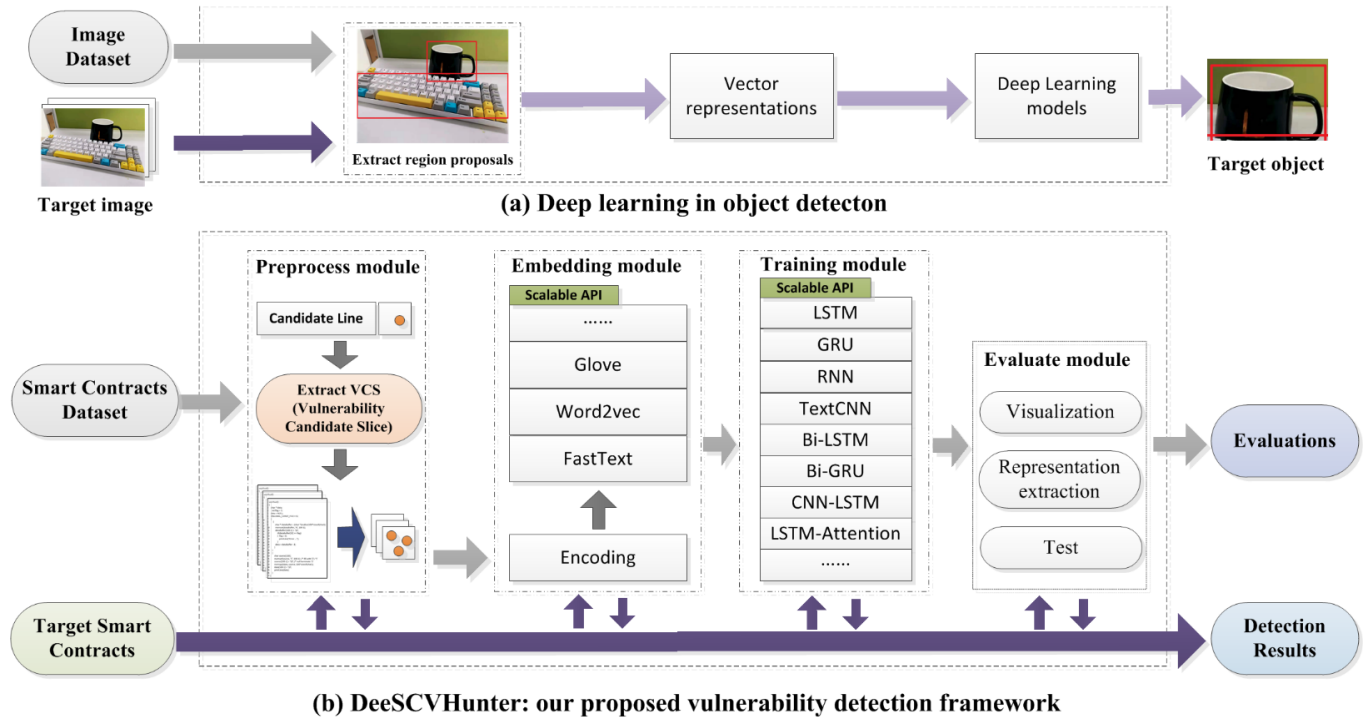 Image
Dataset
Target image
Extract region proposals
Vector
representations
Deep Learning
models
Target object
(a) Deep learning in object detecton
Smart Contracts
Dataset
Target Smart
Contracts
Preprocess module
Candidate Line
Extract VCS
(Vulnerability
Candidate Slice)
Embedding module
Scalable API
......
Glove
Word2vec
FastText
Encoding
Training module
Scalable API
LSTM
GRU
RNN
TextCNN
Bi-LSTM
Bi-GRU
CNN-LSTM
LSTM-Attention
......
Evaluate module
Visualization
Representation
extraction
Test
Evaluations
Detection
Results
(b) DeeSCVHunter: our proposed vulnerability detection framework